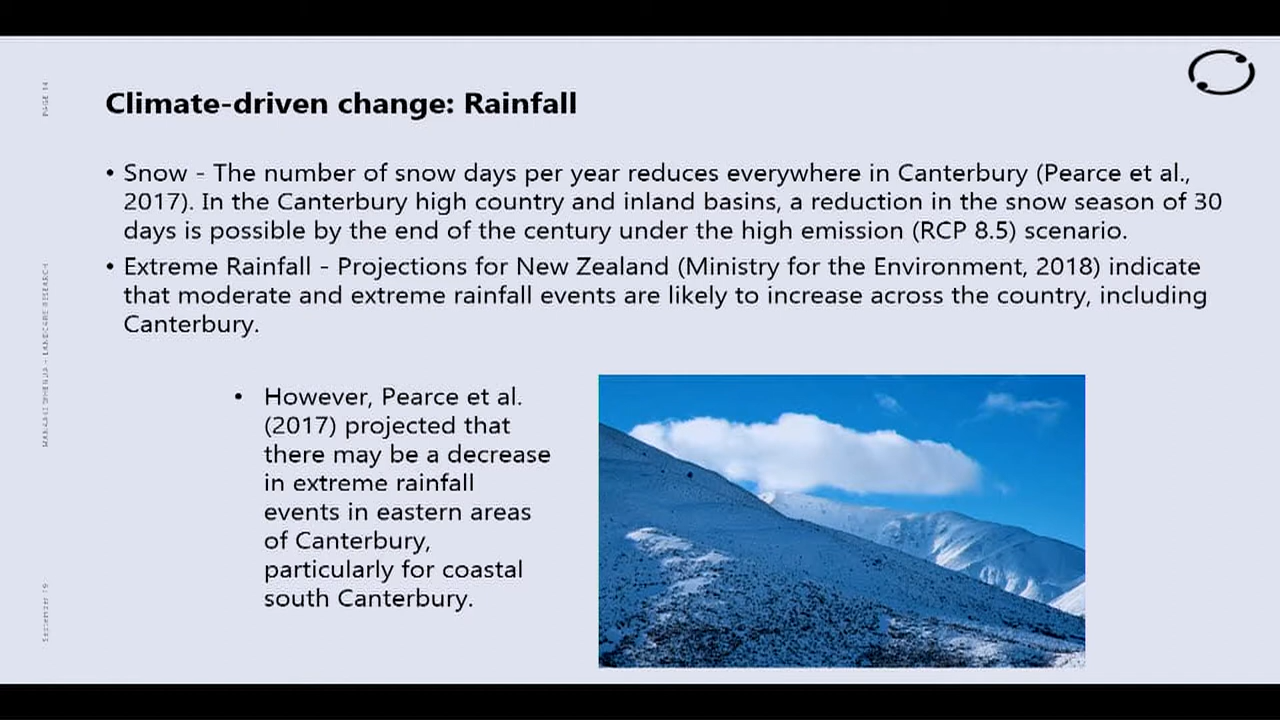 Climate-driven change: Rainfall
• Snow - The number of snow days per year reduces everywhere in Canterbury (Pearce et al.,
2017). In the Canterbury high country and inland basins, a reduction in the snow season of 30
days is possible by the end of the century under the high emission (RCP 8.5) scenario.
• Extreme Rainfall - Projections for New Zealand (Ministry for the Environment, 2018) indicate
that moderate and extreme rainfall events are likely to increase across the country, including
Canterbury.
• However, Pearce et al.
(2017) projected that
there may be a decrease
in extreme rainfall
events in eastern areas
of Canterbury,
particularly for coastal
south Canterbury.
PAGE 14
LANDCARE RESEARCH